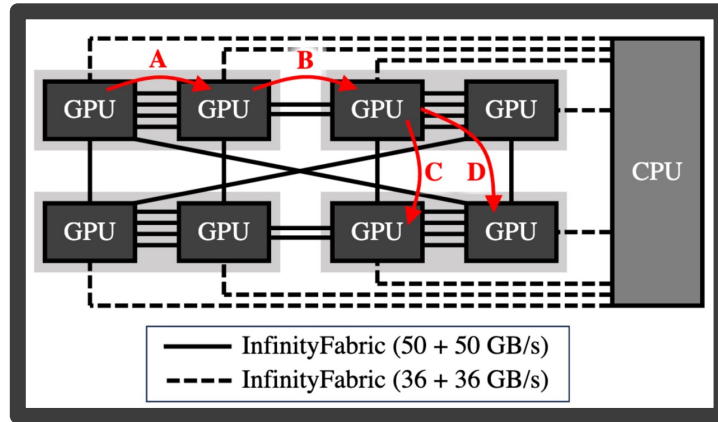 A
B
GPU GPU GPU GPU
C
D
CPU
GPU GPU GPU GPU
InfinityFabric (50 + 50 GB/s)
InfinityFabric (36 + 36 GB/s)